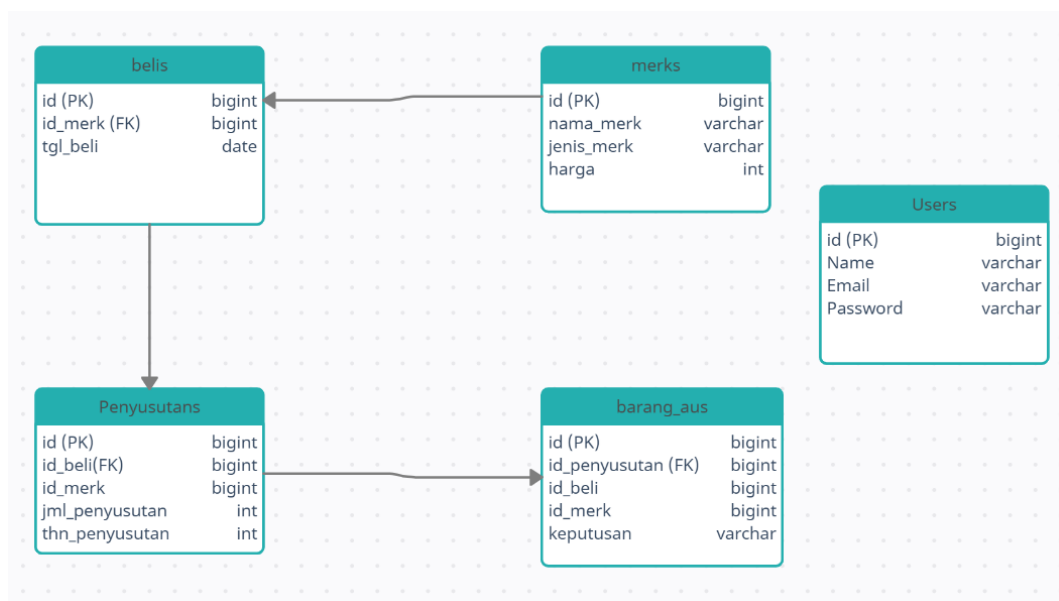 belis
id (PK) bigint
id_merk (FK) bigint
tgl_beli date
merks
id (PK) bigint
nama_merk varchar
jenis_merk varchar
harga int
Users
id (PK) bigint
Name varchar
Email varchar
Password varchar
Penyusutans
id (PK) bigint
id_beli(FK) bigint
id_merk bigint
jml_penyusutan int
thn_penyusutan int
barang_aus
id (PK) bigint
id_penyusutan (FK) bigint
id_beli bigint
id_merk bigint
keputusan varchar